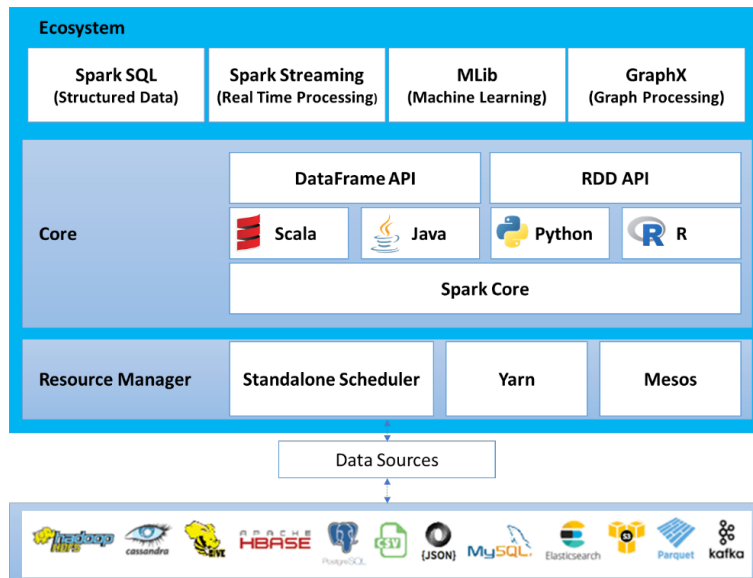 Ecosystem
Spark SQL
(Structured Data)
Spark Streaming
(Real Time Processing)
MLib
(Machine Learning)
GraphX
(Graph Processing)
Core
DataFrame API
RDD API
Scala
Java
Python
R
Spark Core
Resource Manager
Standalone Scheduler
Yarn
Mesos
Data Sources
hadoop
HDFS
cassandra
HIVE
APACHE
HBASE
PostgreSQL
CSV
{JSON}
MySQL
Elasticsearch
S3
Parquet
kafka